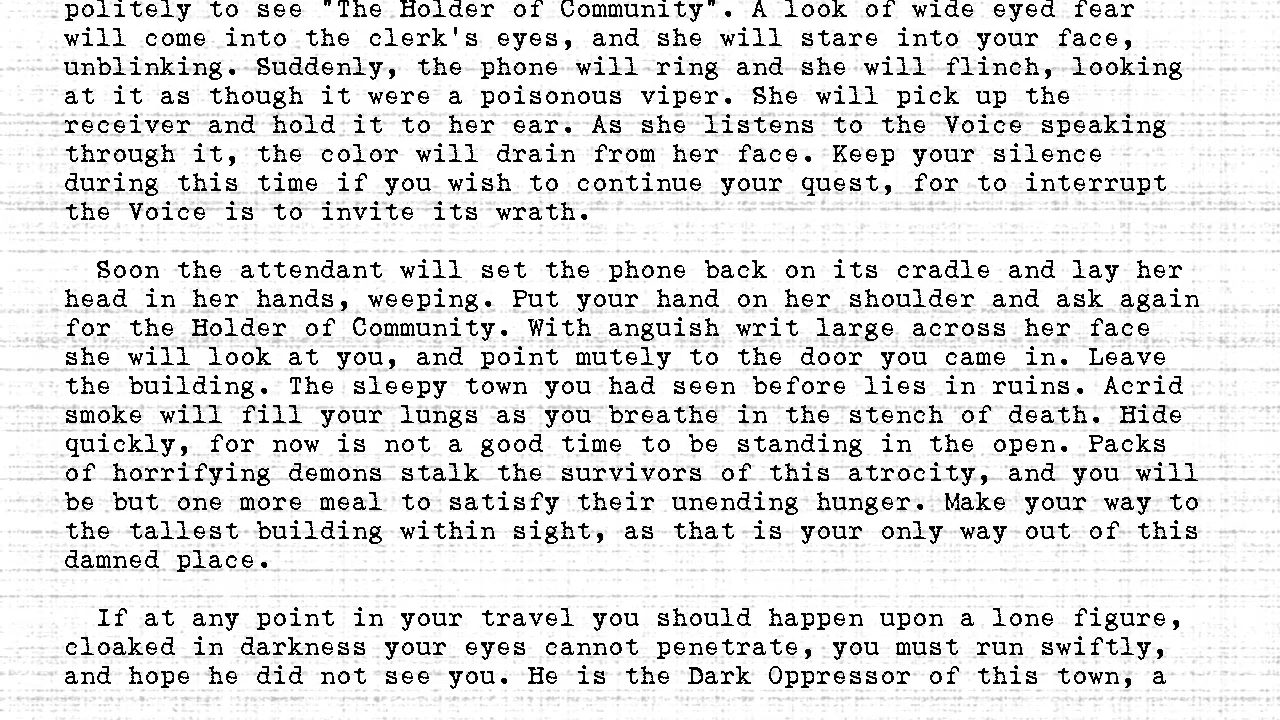 politely to see "The Holder of Community". A look of wide eyed fear
will come into the clerk's eyes, and she will stare into your face,
unblinking. Suddenly, the phone will ring and she will flinch, looking
at it as though it were a poisonous viper. She will pick up the
receiver and hold it to her ear. As she listens to the Voice speaking
through it, the color will drain from her face. Keep your silence
during this time if you wish to continue your quest, for to interrupt
the Voice is to invite its wrath.
Soon the attendant will set the phone back on its cradle and lay her
head in her hands, weeping. Put your hand on her shoulder and ask again
for the Holder of Community. With anguish writ large across her face
she will look at you, and point mutely to the door you came in. Leave
the building. The sleepy town you had seen before lies in ruins. Acrid
smoke will fill your lungs as you breathe in the stench of death. Hide
quickly, for now is not a good time to be standing in the open. Packs
of horrifying demons stalk the survivors of this atrocity, and you will
be but one more meal to satisfy their unending hunger. Make your way to
the tallest building within sight, as that is your only way out of this
damned place.
If at any point in your travel you should happen upon a lone figure,
cloaked in darkness your eyes cannot penetrate, you must run swiftly,
and hope he did not see you. He is the Dark Oppressor of this town, a